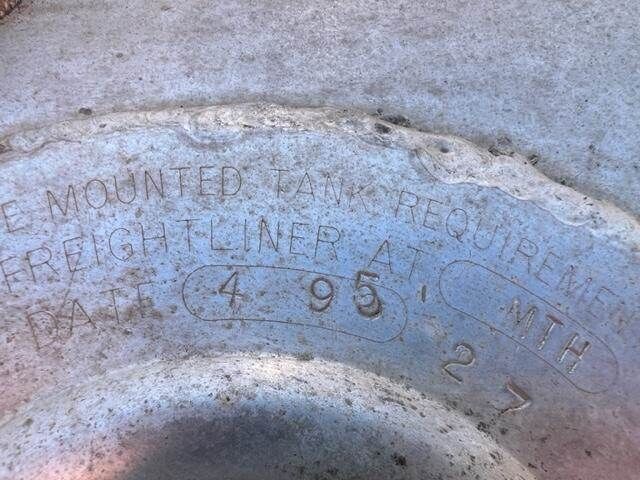 E MOUNTED TANK REQUIREMEN
FREIGHTLINER AT MTH
DATE 4 95
27